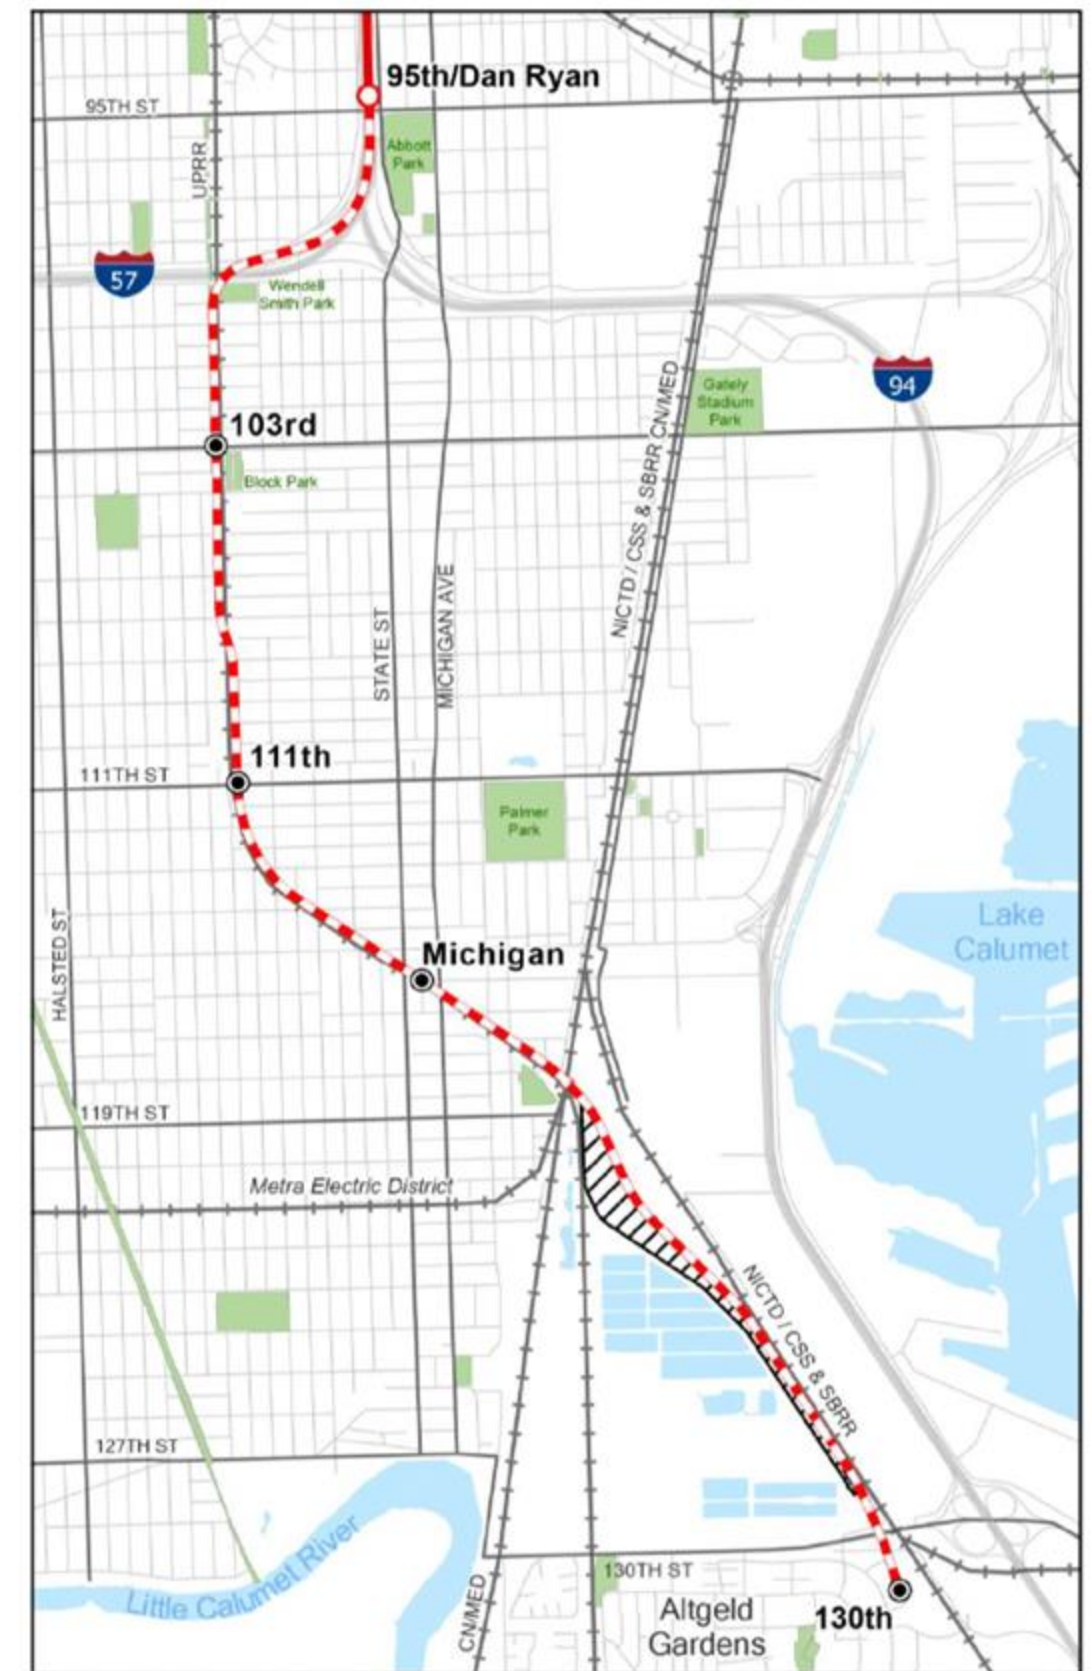 95th/Dan Ryan
95TH ST
Abbott
Park
UPRR
57
Wendell
Smith Park
94
Gately
Stadium
Park
NICTD / CSS & SBRR CN/MED
103rd
Block Park
STATE ST
MICHIGAN AVE
111th
111TH ST
Palmer
Park
HALSTED ST
Lake
Calumet
Michigan
119TH ST
Metra Electric District
NICTD / CSS & SBRR
127TH ST
Little Calumet River
130TH ST
CN/MED
Altgeld
Gardens
130th